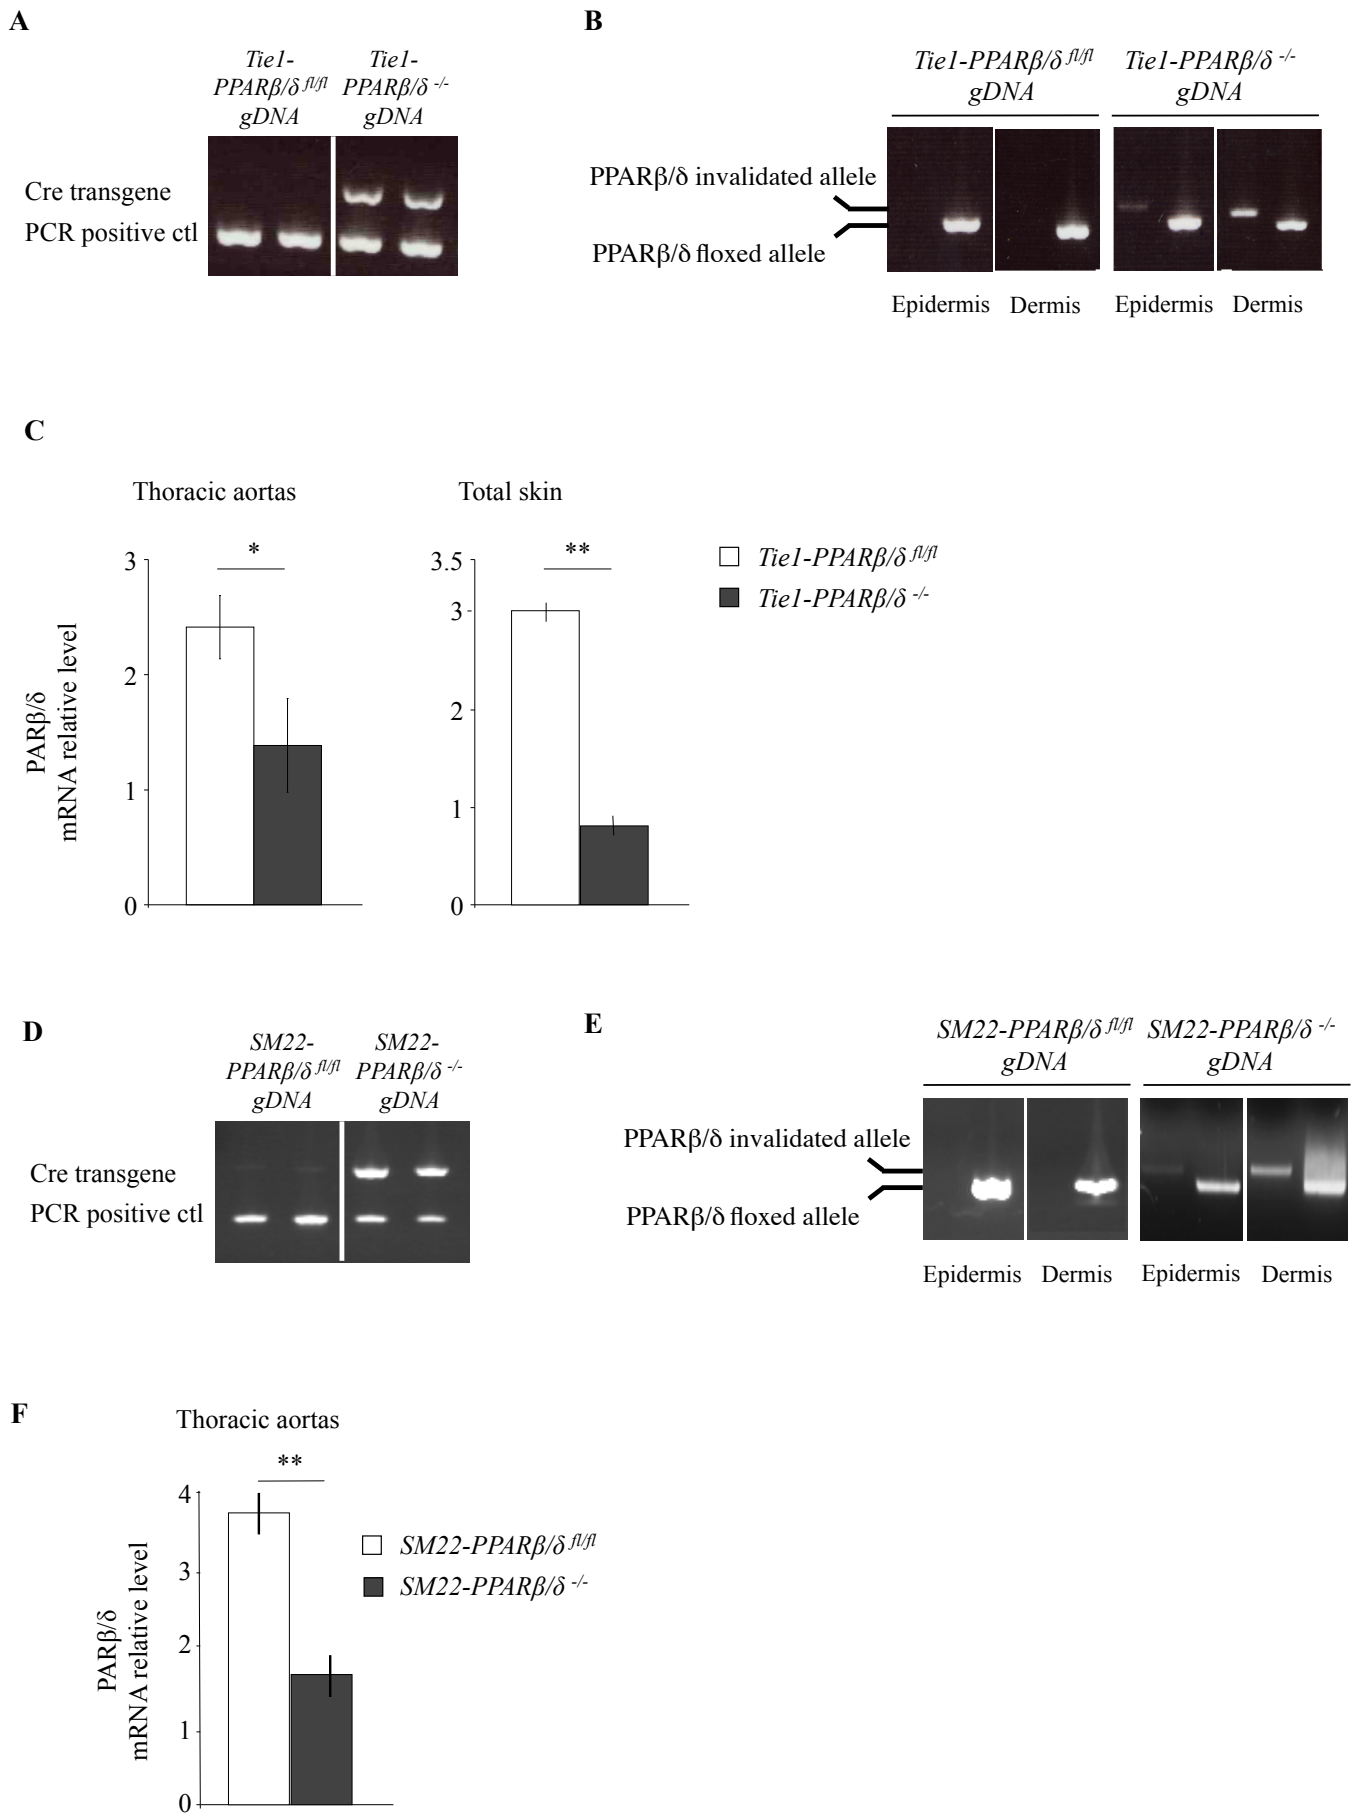 A
Tie1-
PPARβ/δ fl/fl
gDNA
Tie1-
PPARβ/δ -/-
gDNA
Cre transgene
PCR positive ctl
B
Tie1-PPARβ/δ fl/fl
gDNA
Tie1-PPARβ/δ -/-
gDNA
PPARβ/δ invalidated allele
PPARβ/δ floxed allele
Epidermis
Dermis
Epidermis
Dermis
C
Thoracic aortas
PARβ/δ
mRNA relative level
3
2
1
0
*
Total skin
3.5
3
2
1
0
**
Tie1-PPARβ/δ fl/fl
Tie1-PPARβ/δ -/-
D
SM22-
PPARβ/δ fl/fl
gDNA
SM22-
PPARβ/δ -/-
gDNA
Cre transgene
PCR positive ctl
E
SM22-PPARβ/δ fl/fl
gDNA
SM22-PPARβ/δ -/-
gDNA
PPARβ/δ invalidated allele
PPARβ/δ floxed allele
Epidermis
Dermis
Epidermis
Dermis
F
Thoracic aortas
**
PARβ/δ
mRNA relative level
4
3
2
1
0
SM22-PPARβ/δ fl/fl
SM22-PPARβ/δ -/-